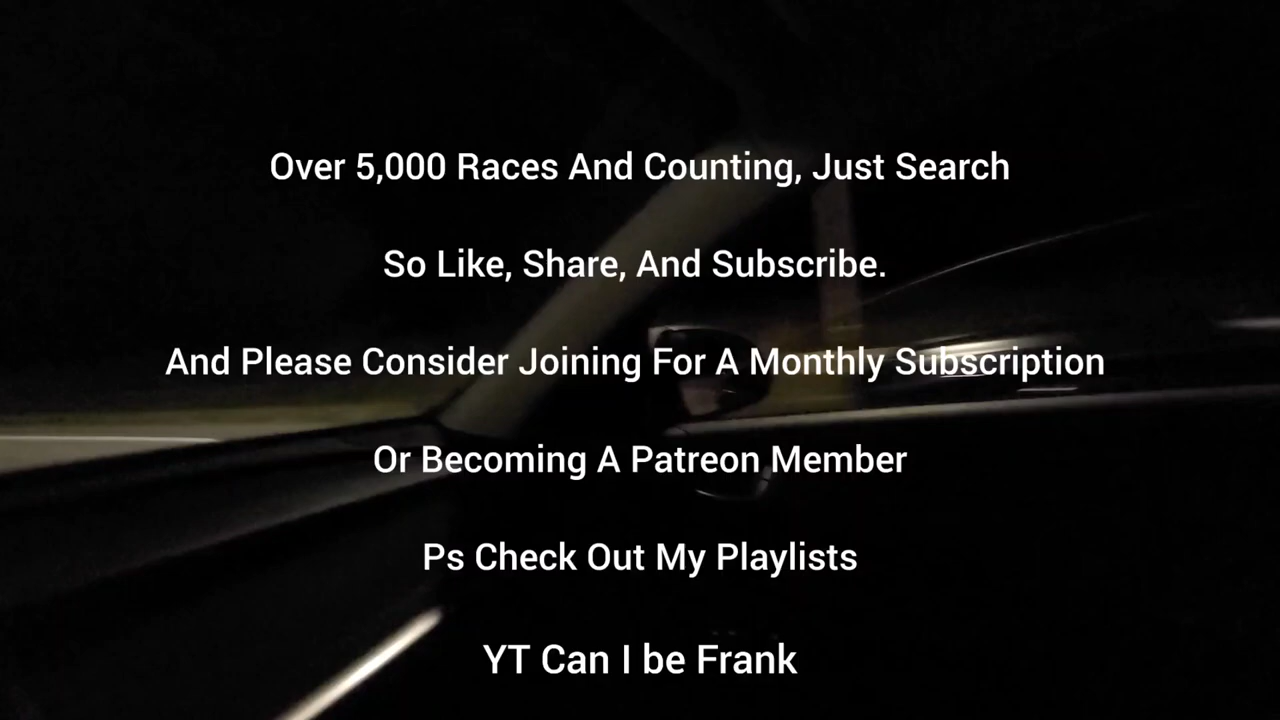 Over 5,000 Races And Counting, Just Search
So Like, Share, And Subscribe.
And Please Consider Joining For A Monthly Subscription
Or Becoming A Patreon Member
Ps Check Out My Playlists
YT Can I be Frank